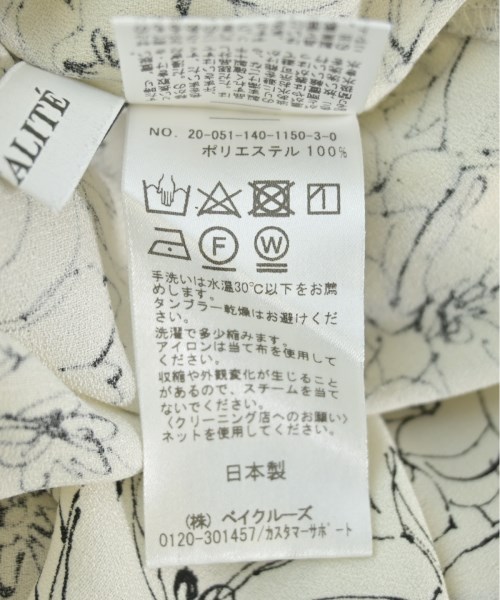 ALITÉ
NO. 20-051-140-1150-3-0
ポリエステル 100%
F
W
手洗いは水温30℃以下をお薦
めします。
タンブラー乾燥はお避けくださ
さい。
洗濯で多少縮みます。
アイロンは当て布を使用して
ください。
収縮や外観変化が生じること
があるので、スチームを当て
ないでください。
〈クリーニング店へのお願い〉
ネットを使用してください。
日本製
(株) ベイクルーズ
0120-301457/カスタマーサポート